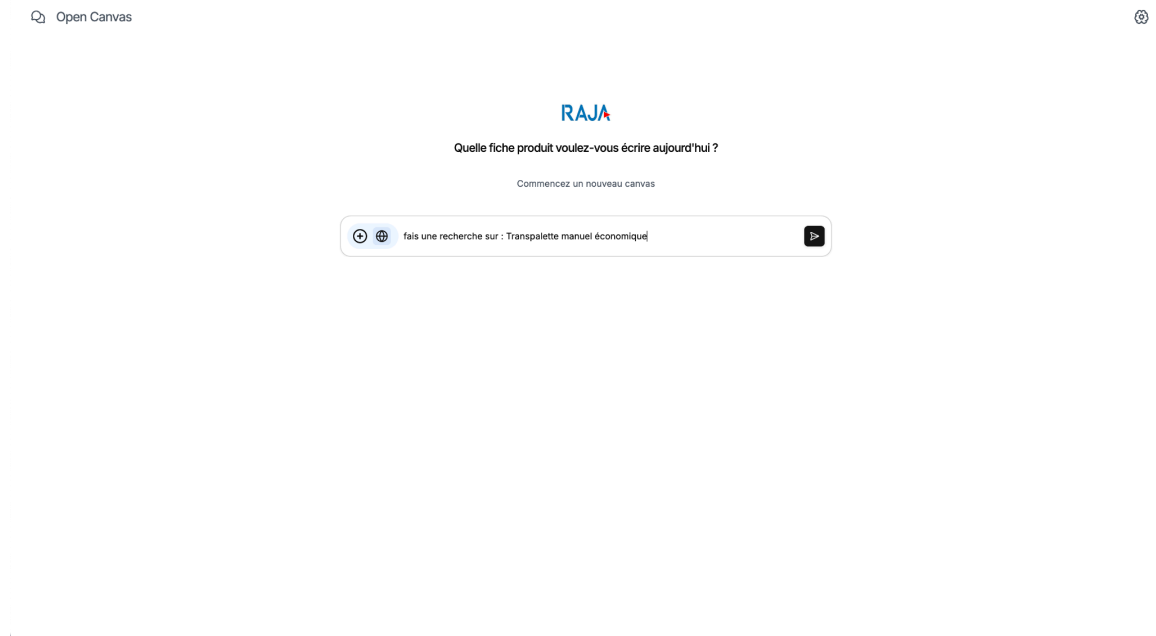 Open Canvas
RAJA
Quelle fiche produit voulez-vous écrire aujourd'hui ?
Commencez un nouveau canvas
fais une recherche sur : Transpalette manuel économique